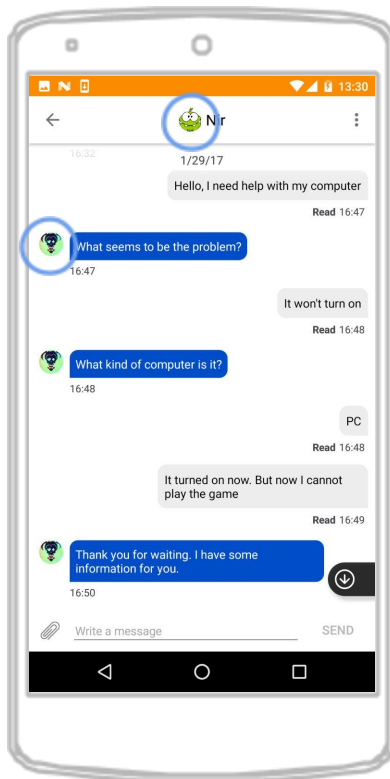 13:30
Nir
16:32
1/29/17
Hello, I need help with my computer
Read 16:47
What seems to be the problem?
16:47
It won't turn on
Read 16:48
What kind of computer is it?
16:48
PC
Read 16:48
It turned on now. But now I cannot
play the game
Read 16:49
Thank you for waiting. I have some
information for you.
16:50
Write a message
SEND